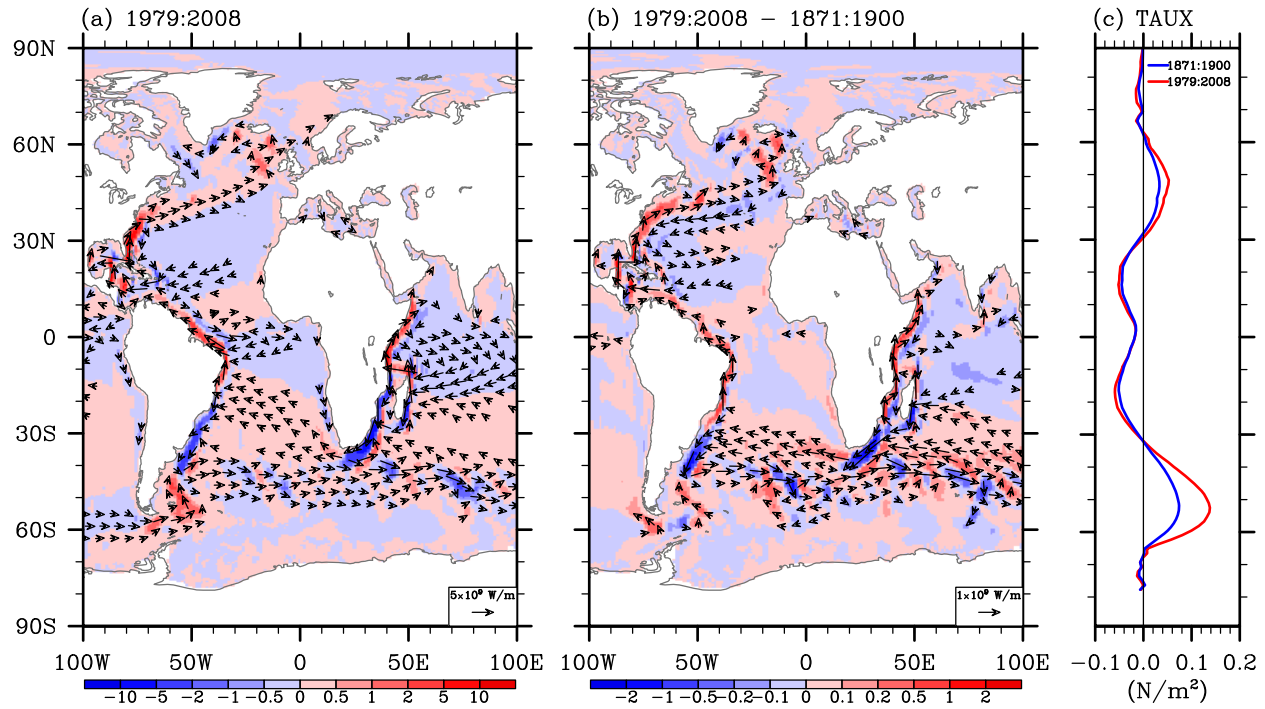 (a) 1979:2008
(b) 1979:2008 − 1871:1900
(c) TAUX
90N
60N
30N
0
30S
60S
90S
1871:1900
1979:2008
5×10⁹ W/m
1×10⁹ W/m
100W 50W 0 50E 100E
100W 50W 0 50E 100E
−0.1 0.0 0.1 0.2
(N/m²)
−10 −5 −2 −1 −0.5 0 0.5 1 2 5 10
−2 −1 −0.5 −0.2 −0.1 0 0.1 0.2 0.5 1 2